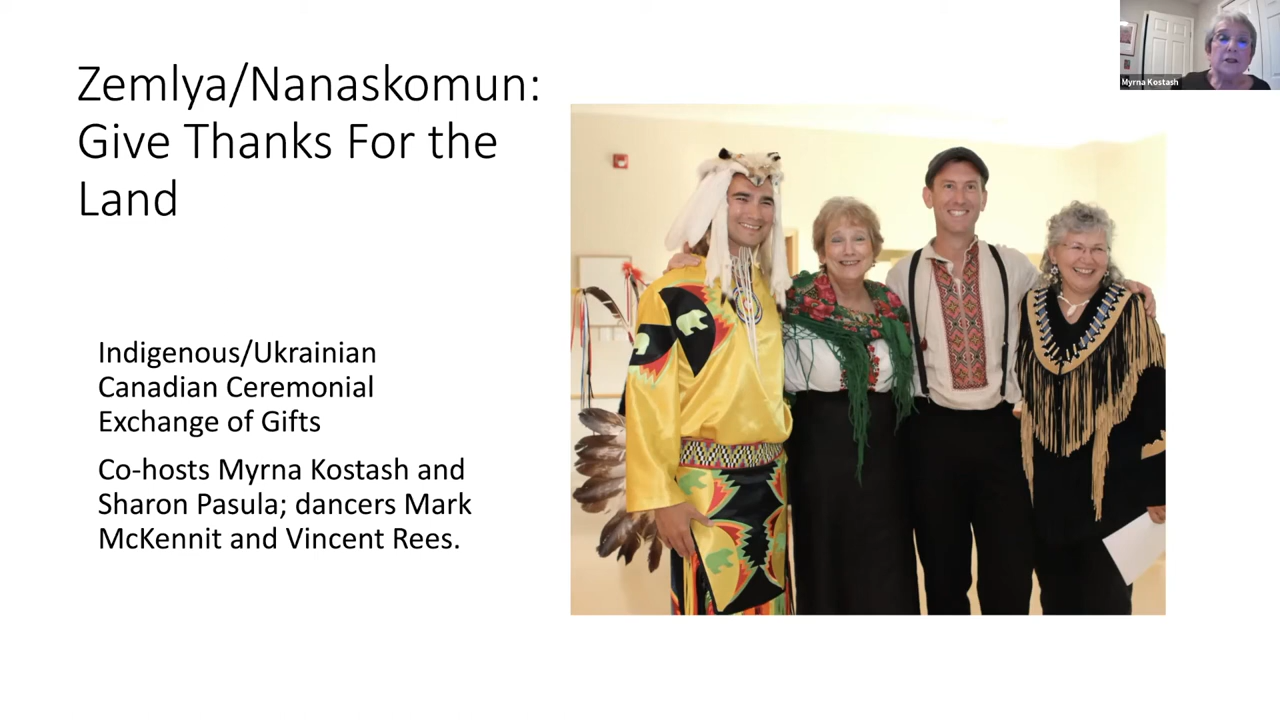 Zemlya/Nanaskomun:
Give Thanks For the
Land
Indigenous/Ukrainian
Canadian Ceremonial
Exchange of Gifts
Co-hosts Myrna Kostash and
Sharon Pasula; dancers Mark
McKennit and Vincent Rees.
Myrna Kostash